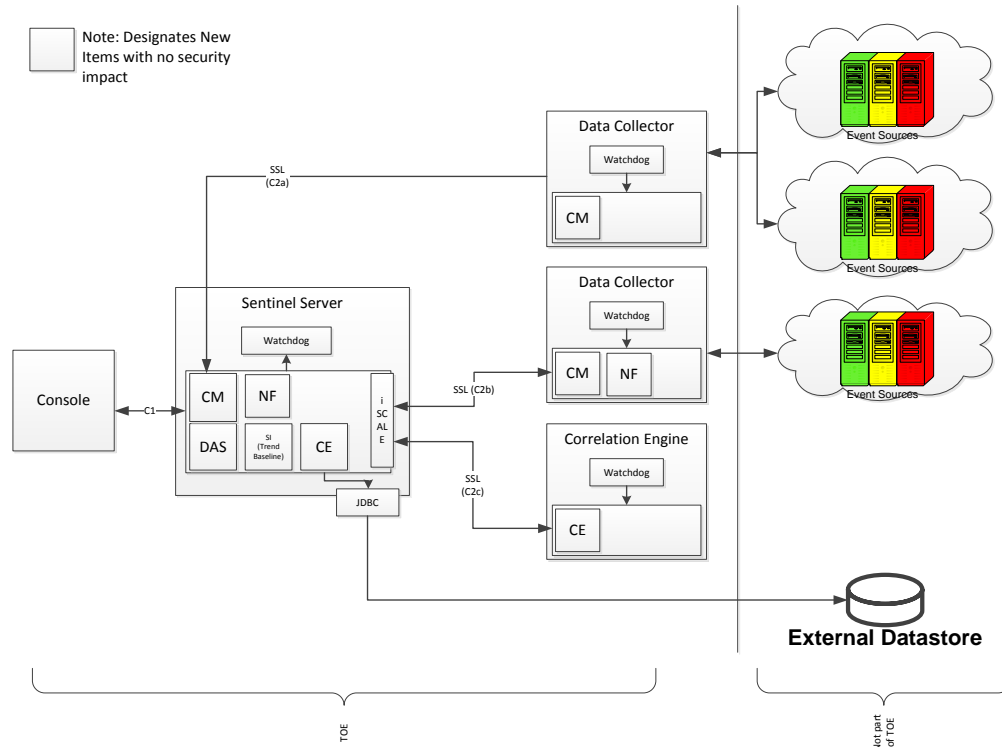 Note: Designates New
Items with no security
impact
Data Collector
Watchdog
CM
SSL
(C2a)
Event Sources
Event Sources
Data Collector
Watchdog
CM
NF
Event Sources
Sentinel Server
Watchdog
Console
C1
CM
NF
DAS
SI
(Trend
Baseline)
CE
i
SC
AL
E
JDBC
SSL (C2b)
SSL
(C2c)
Correlation Engine
Watchdog
CE
External Datastore
TOE
Not part
of TOE